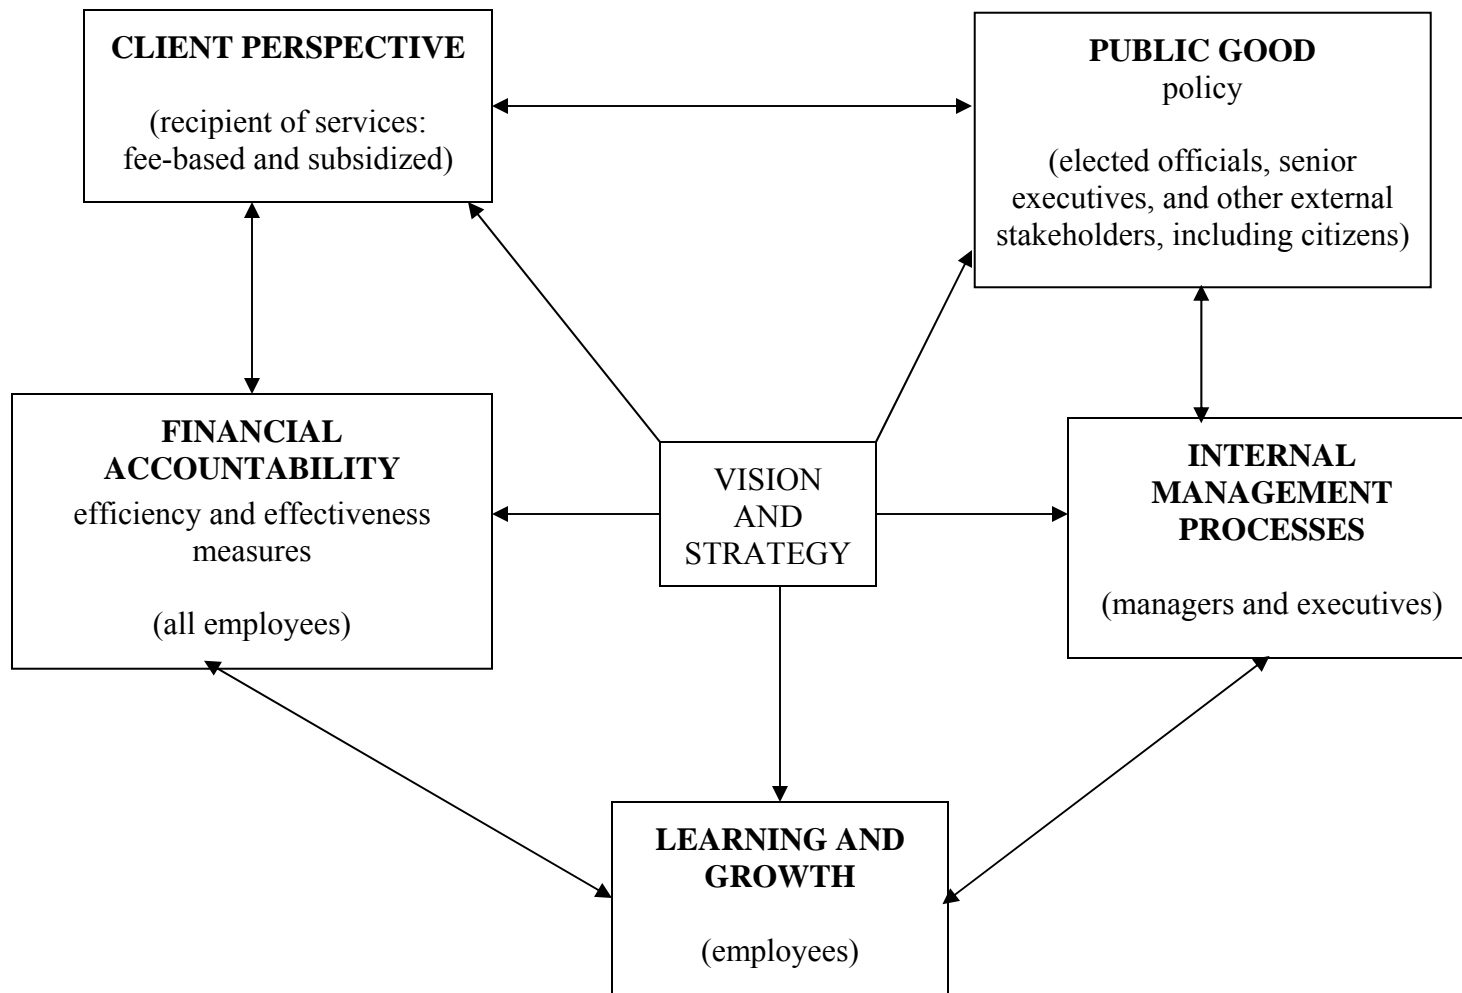 CLIENT PERSPECTIVE
(recipient of services:
fee-based and subsidized)
PUBLIC GOOD
policy
(elected officials, senior
executives, and other external
stakeholders, including citizens)
FINANCIAL
ACCOUNTABILITY
efficiency and effectiveness
measures
(all employees)
VISION
AND
STRATEGY
INTERNAL
MANAGEMENT
PROCESSES
(managers and executives)
LEARNING AND
GROWTH
(employees)